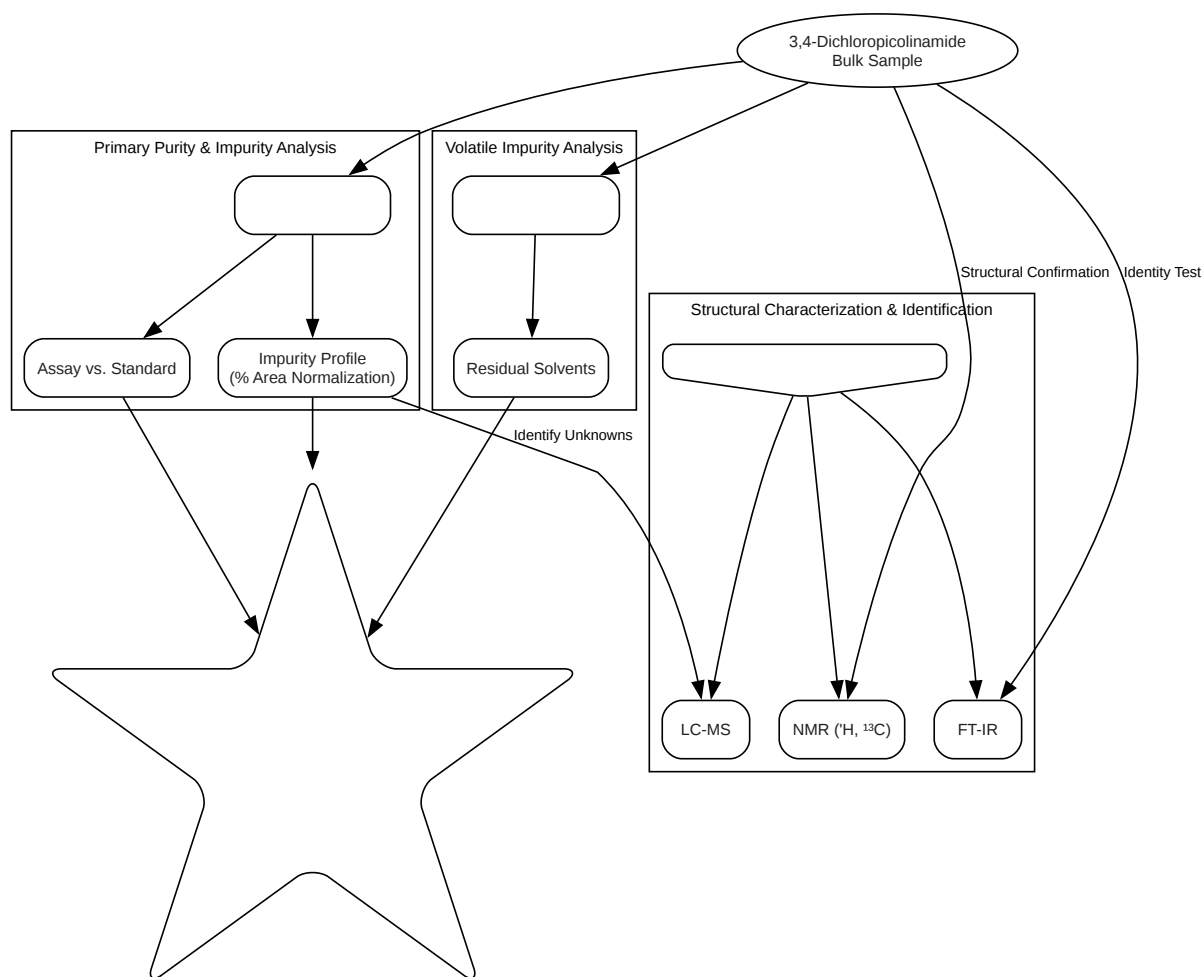 3,4-Dichloropicolinamide
Bulk Sample
Primary Purity & Impurity Analysis
Volatile Impurity Analysis
Structural Confirmation
Identity Test
Structural Characterization & Identification
Assay vs. Standard
Impurity Profile
(% Area Normalization)
Residual Solvents
Identify Unknowns
LC-MS
NMR ('H, ¹³C)
FT-IR